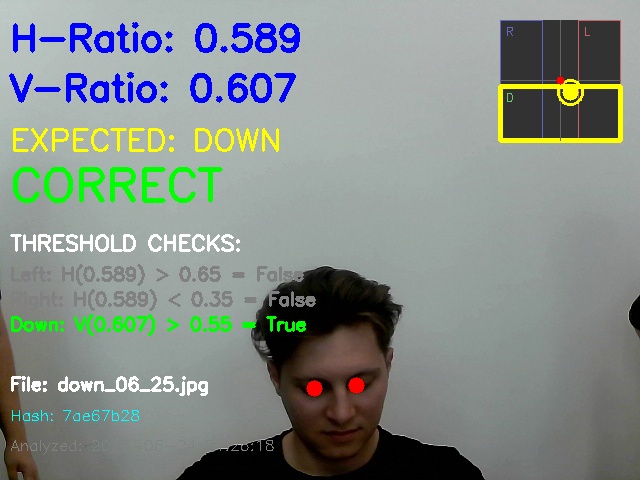 H-Ratio: 0.589
V-Ratio: 0.607
R L
D
EXPECTED: DOWN
CORRECT
THRESHOLD CHECKS:
Left: H(0.589) > 0.65 = False
Right: H(0.589) < 0.35 = False
Down: V(0.607) > 0.55 = True
File: down_06_25.jpg
Hash: 7ae67b28
Analyzed: